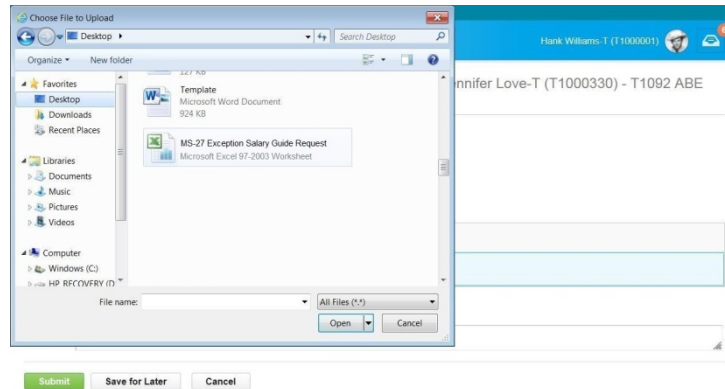 Choose File to Upload
Desktop
Search Desktop
Hank Williams-T (T1000001)
Organize
New folder
nnifer Love-T (T1000330) - T1092 ABE
127 KB
Favorites
Desktop
Downloads
Recent Places
Libraries
Documents
Music
Pictures
Videos
Computer
Windows (C:)
HP RECOVERY (D
Template
Microsoft Word Document
924 KB
MS-27 Exception Salary Guide Request
Microsoft Excel 97-2003 Worksheet
File name:
All Files (*.*)
Open
Cancel
Submit
Save for Later
Cancel